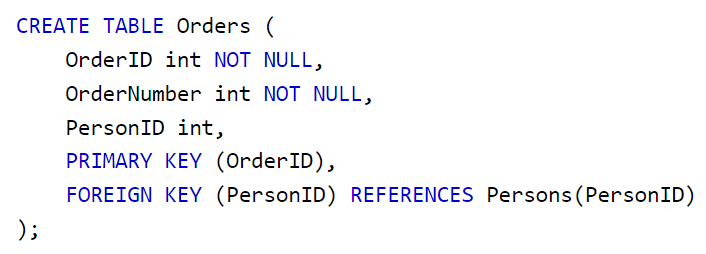 CREATE TABLE Orders (
    OrderID int NOT NULL,
    OrderNumber int NOT NULL,
    PersonID int,
    PRIMARY KEY (OrderID),
    FOREIGN KEY (PersonID) REFERENCES Persons(PersonID)
);